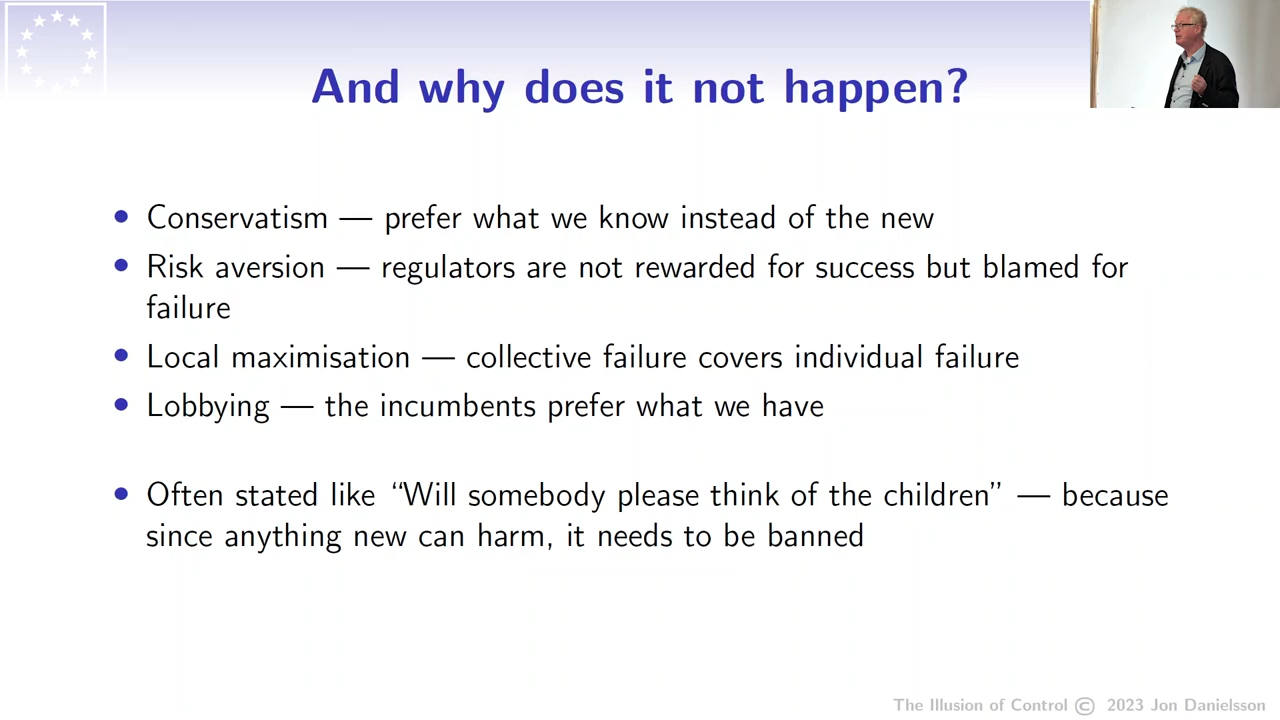 And why does it not happen?
• Conservatism — prefer what we know instead of the new
• Risk aversion — regulators are not rewarded for success but blamed for
failure
• Local maximisation — collective failure covers individual failure
• Lobbying — the incumbents prefer what we have
• Often stated like “Will somebody please think of the children” — because
since anything new can harm, it needs to be banned
The Illusion of Control © 2023 Jon Danielsson